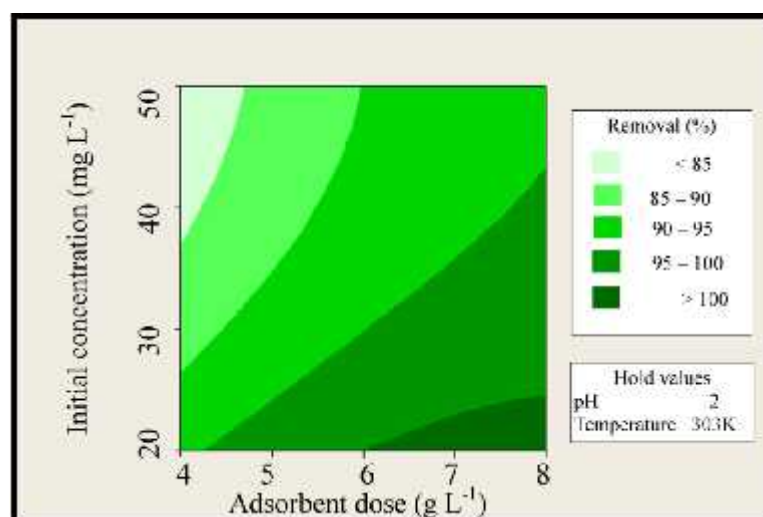 Initial concentration (mg L⁻¹)
50
40
30
20
4 5 6 7 8
Adsorbent dose (g L⁻¹)
Removal (%)
< 85
85 – 90
90 – 95
95 – 100
> 100
Hold values
pH 2
Temperature 303K